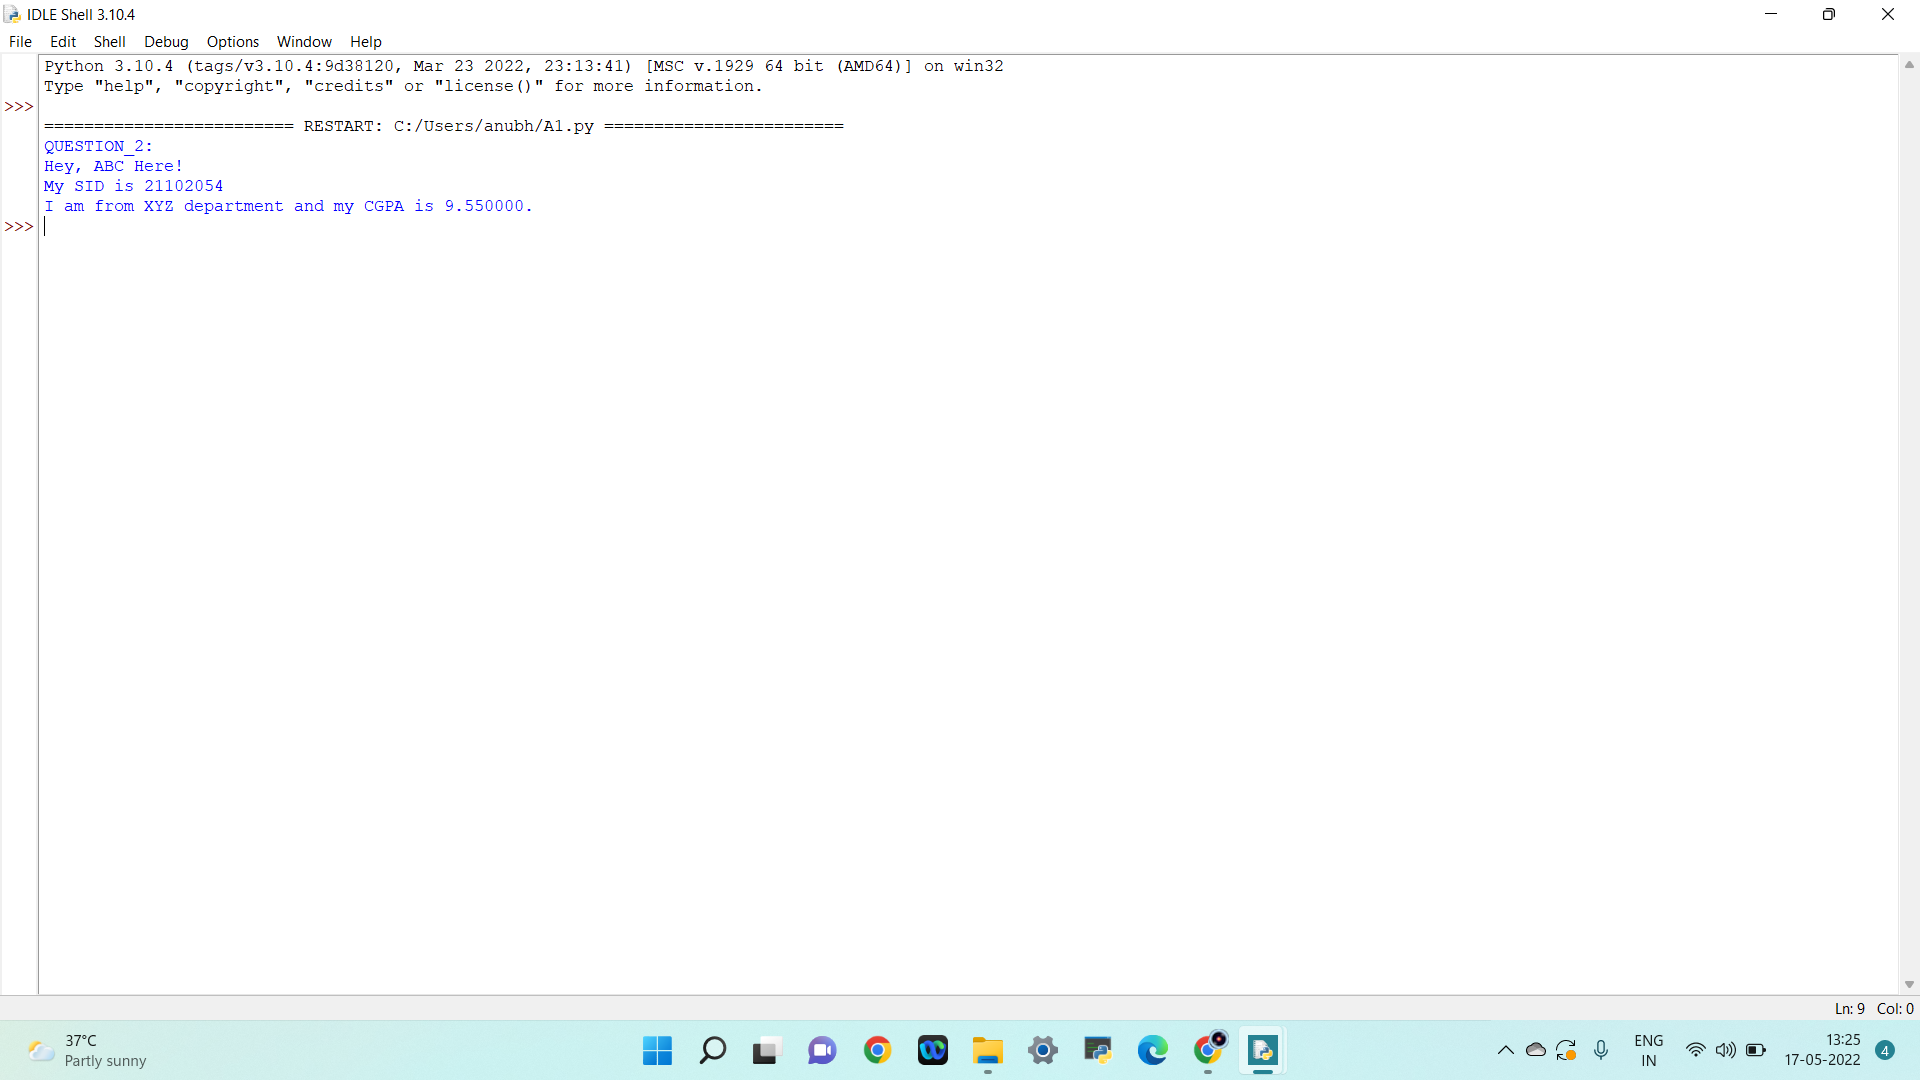 IDLE Shell 3.10.4
File Edit Shell Debug Options Window Help
Python 3.10.4 (tags/v3.10.4:9d38120, Mar 23 2022, 23:13:41) [MSC v.1929 64 bit (AMD64)] on win32
Type "help", "copyright", "credits" or "license()" for more information.
>>>
========================= RESTART: C:/Users/anubh/A1.py ========================
QUESTION_2:
Hey, ABC Here!
My SID is 21102054
I am from XYZ department and my CGPA is 9.550000.
>>>
Ln: 9 Col: 0
37°C
Partly sunny
ENG
IN
13:25
17-05-2022
4